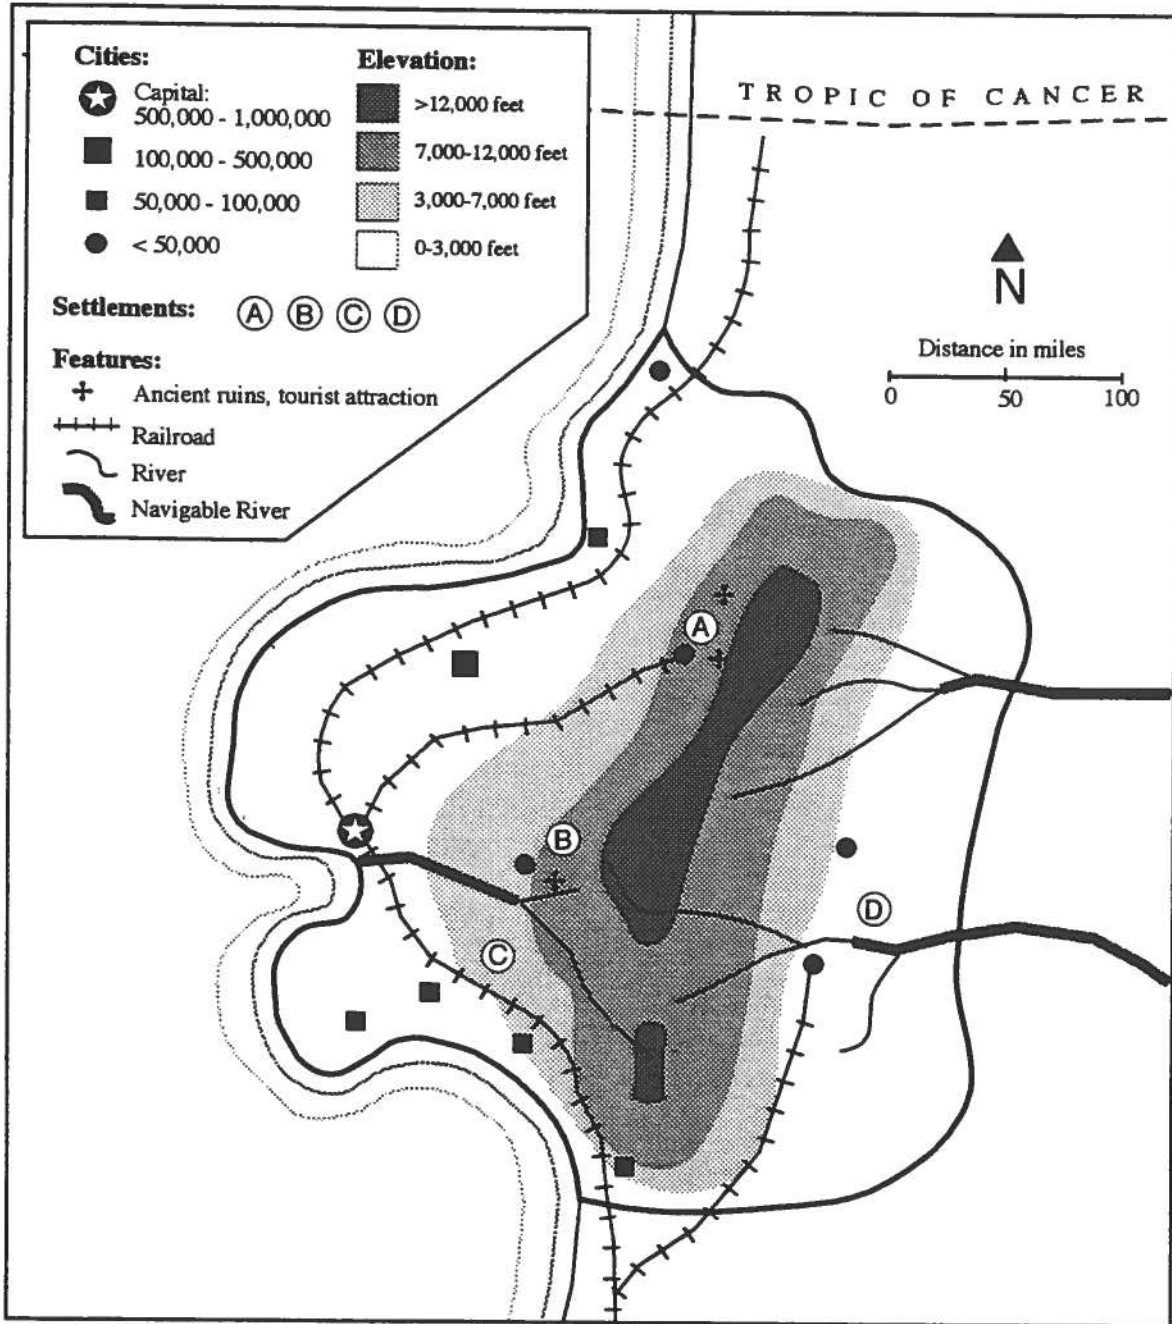 Cities:
Capital:
500,000 - 1,000,000
100,000 - 500,000
50,000 - 100,000
< 50,000
Elevation:
>12,000 feet
7,000-12,000 feet
3,000-7,000 feet
0-3,000 feet
Settlements: A B C D
Features:
Ancient ruins, tourist attraction
Railroad
River
Navigable River
TROPIC OF CANCER
N
Distance in miles
0 50 100
A
B
C
D